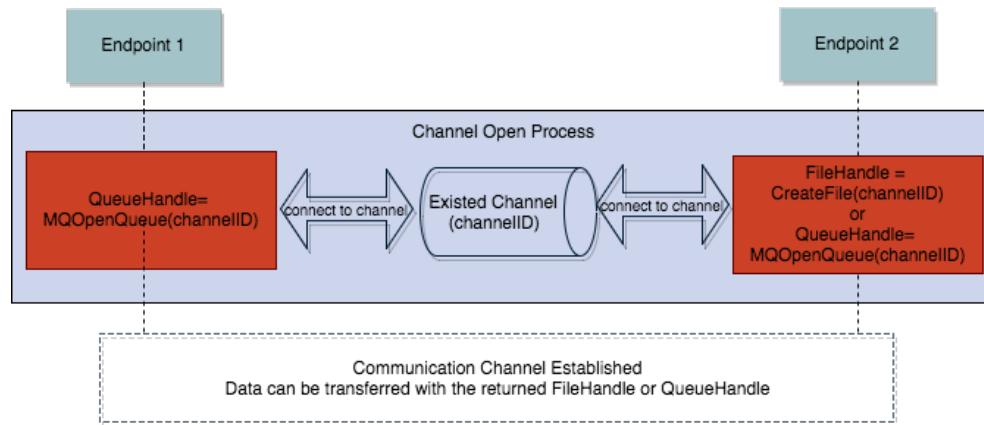 Endpoint 1
Endpoint 2
Channel Open Process
QueueHandle=
MQOpenQueue(channelID)
connect to channel
Existed Channel
(channelID)
connect to channel
FileHandle =
CreateFile(channelID)
or
QueueHandle=
MQOpenQueue(channelID)
Communication Channel Established
Data can be transferred with the returned FileHandle or QueueHandle